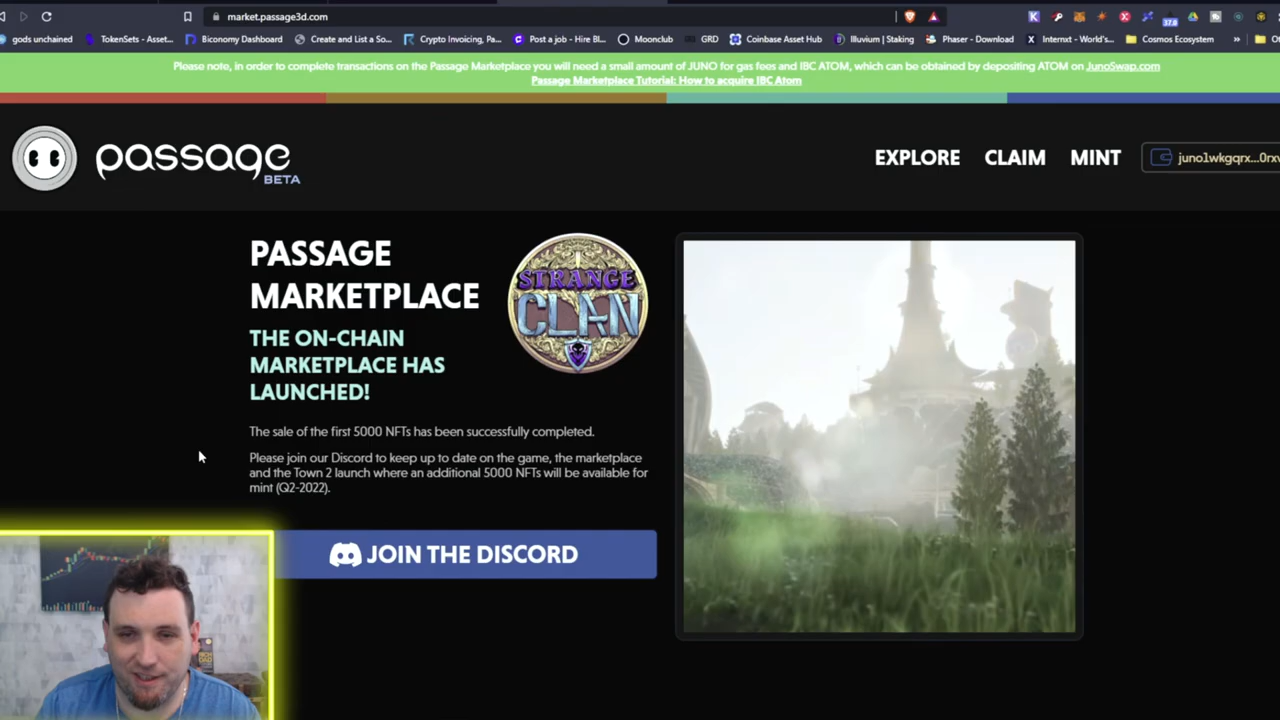 market.passage3d.com
gods unchained
TokenSets - Asset...
Biconomy Dashboard
Create and List a So...
Crypto Invoicing, Pa...
Post a job - Hire Bl...
Moonclub
GRD
Coinbase Asset Hub
Illuvium | Staking
Phaser - Download
Internxt - World's...
Cosmos Ecosystem
»
Please note, in order to complete transactions on the Passage Marketplace you will need a small amount of JUNO for gas fees and IBC ATOM, which can be obtained by depositing ATOM on JunoSwap.com
Passage Marketplace Tutorial: How to acquire IBC Atom
passage
BETA
EXPLORE
CLAIM
MINT
juno1wkgqrx...0rx
PASSAGE
MARKETPLACE
STRANGE
CLAN
THE ON-CHAIN
MARKETPLACE HAS
LAUNCHED!
The sale of the first 5000 NFTs has been successfully completed.
Please join our Discord to keep up to date on the game, the marketplace
and the Town 2 launch where an additional 5000 NFTs will be available for
mint (Q2-2022).
JOIN THE DISCORD